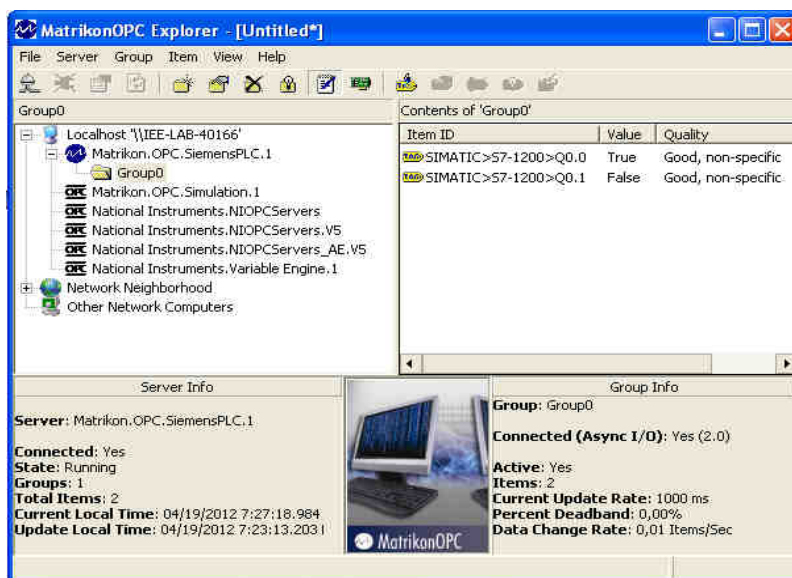 MatrikonOPC Explorer - [Untitled*]
File Server Group Item View Help
Group0
Localhost '\\IEE-LAB-40166'
Matrikon.OPC.SiemensPLC.1
Group0
Matrikon.OPC.Simulation.1
National Instruments.NIOPCServers
National Instruments.NIOPCServers.V5
National Instruments.NIOPCServers_AE.V5
National Instruments.Variable Engine.1
Network Neighborhood
Other Network Computers
Contents of 'Group0'
Item ID Value Quality
SIMATIC>S7-1200>Q0.0 True Good, non-specific
SIMATIC>S7-1200>Q0.1 False Good, non-specific
Server Info
Server: Matrikon.OPC.SiemensPLC.1
Connected: Yes
State: Running
Groups: 1
Total Items: 2
Current Local Time: 04/19/2012 7:27:18.984
Update Local Time: 04/19/2012 7:23:13.203
MatrikonOPC
Group Info
Group: Group0
Connected (Async I/O): Yes (2.0)
Active: Yes
Items: 2
Current Update Rate: 1000 ms
Percent Deadband: 0,00%
Data Change Rate: 0,01 Items/Sec